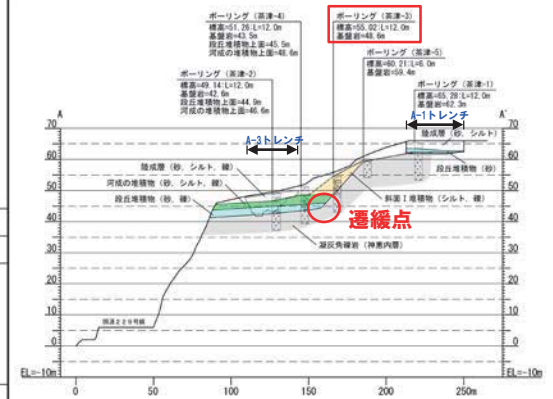 ボーリング（茶津-4）
標高=51.26:L=12.0m
基盤岩=43.5m
段丘堆積物上面=45.5m
河成の堆積物上面=48.6m
ボーリング（茶津-3）
標高=55.02:L=12.0m
基盤岩=48.6m
ボーリング（茶津-5）
標高=60.21:L=6.0m
基盤岩=59.4m
ボーリング（茶津-2）
標高=49.14:L=12.0m
基盤岩=42.6m
段丘堆積物上面=44.9m
河成の堆積物上面=46.6m
ボーリング（茶津-1）
標高=65.28:L=12.0m
基盤岩=62.3m
A
A'
A-1トレンチ
A-3トレンチ
陸成層（砂，シルト）
段丘堆積物（砂）
陸成層（砂，シルト，礫）
河成の堆積物（砂，シルト，礫）
段丘堆積物（砂，礫）
斜面Ⅰ堆積物（シルト，礫）
遷緩点
凝灰角礫岩（神恵内層）
国道229号線
70
60
50
40
30
20
10
0
EL=-10m
70
60
50
40
30
20
10
0
EL=-10m
0
50
100
150
200
250m